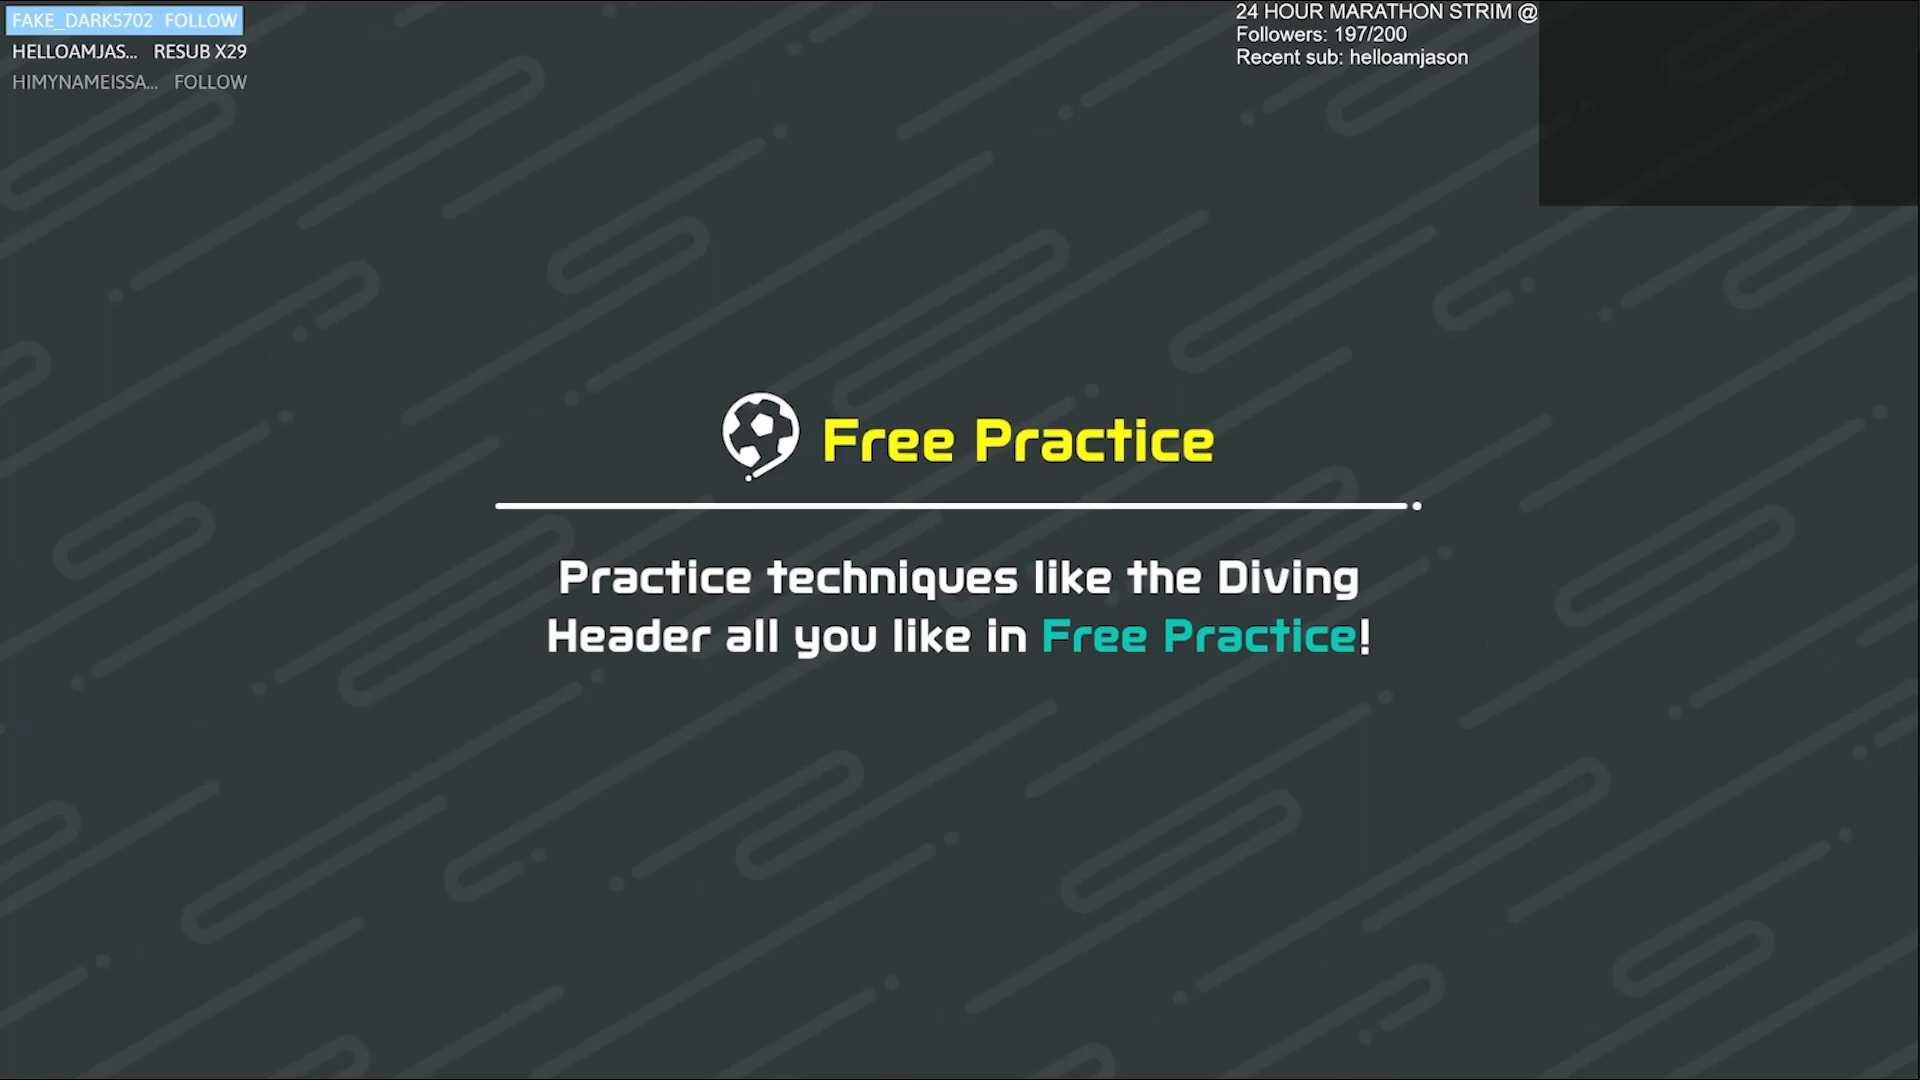 FAKE_DARK5702 FOLLOW
HELLOAMJAS... RESUB X29
HIMYNAMEISSA... FOLLOW
24 HOUR MARATHON STRIM @
Followers: 197/200
Recent sub: helloamjason
Free Practice
Practice techniques like the Diving
Header all you like in Free Practice!